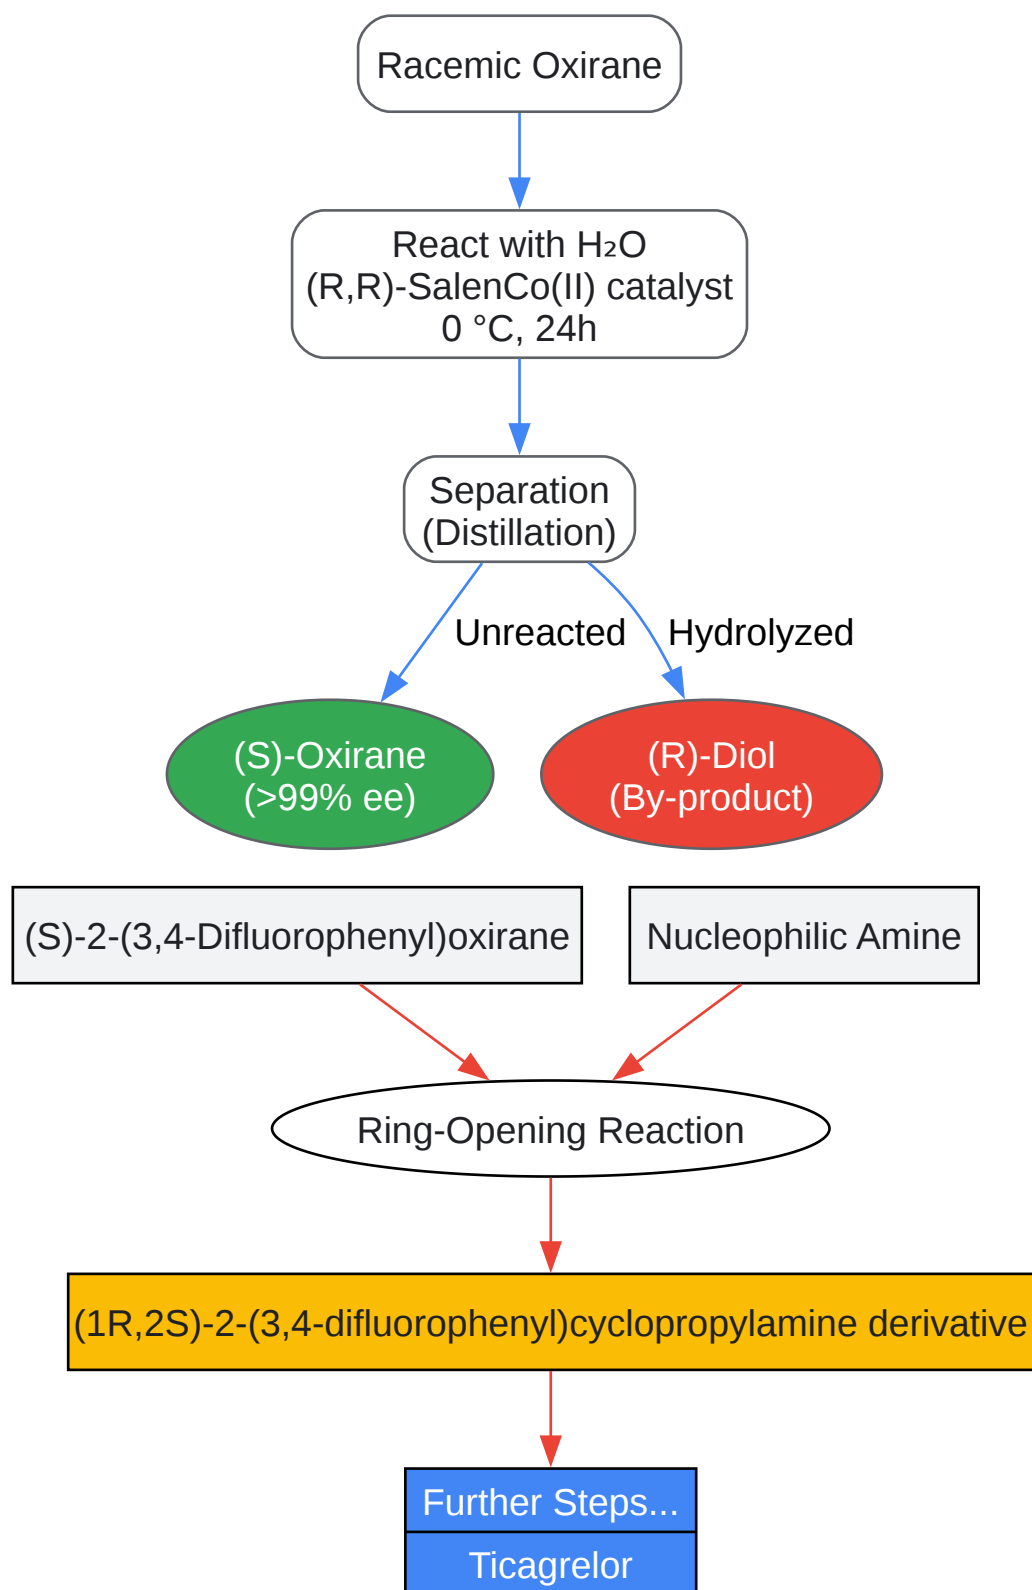 Racemic Oxirane
React with H₂O
(R,R)-SalenCo(II) catalyst
0 °C, 24h
Separation
(Distillation)
Unreacted
Hydrolyzed
(S)-Oxirane
(>99% ee)
(R)-Diol
(By-product)
(S)-2-(3,4-Difluorophenyl)oxirane
Nucleophilic Amine
Ring-Opening Reaction
(1R,2S)-2-(3,4-difluorophenyl)cyclopropylamine derivative
Further Steps...
Ticagrelor